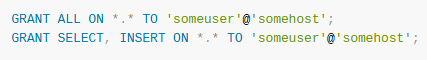 GRANT ALL ON *.* TO 'someuser'@'somehost';
GRANT SELECT, INSERT ON *.* TO 'someuser'@'somehost';